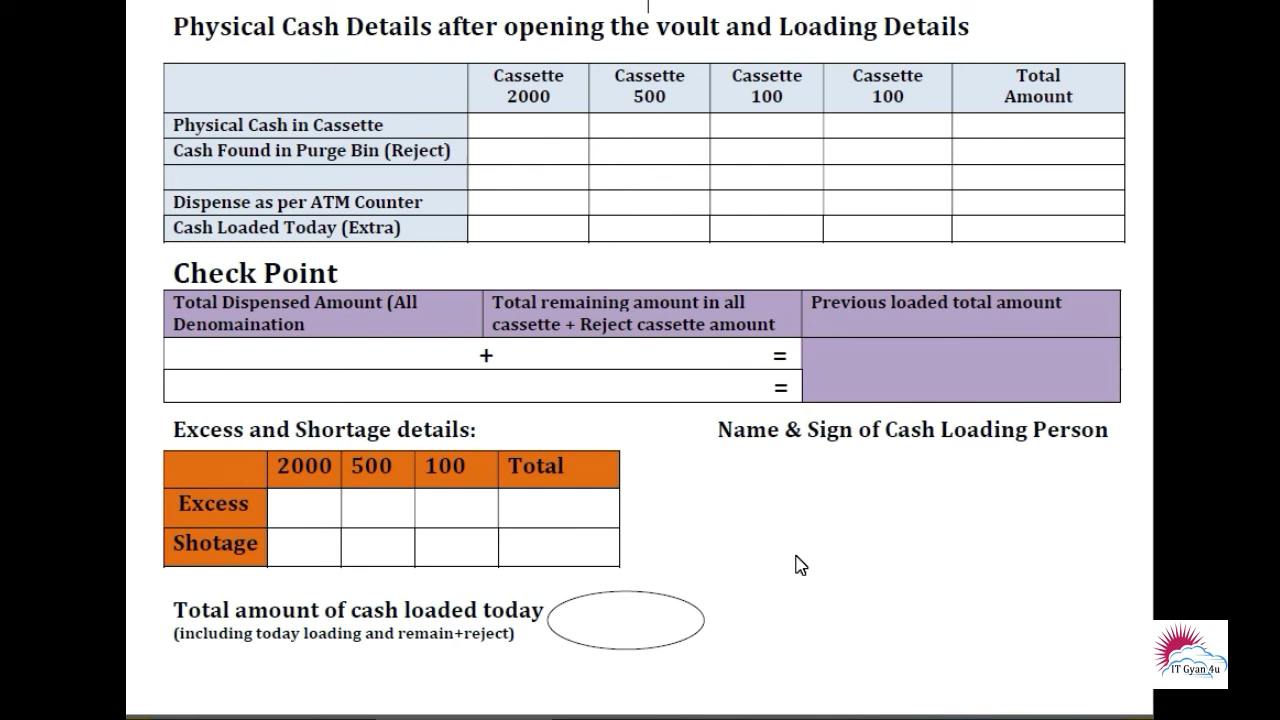 Physical Cash Details after opening the voult and Loading Details
Cassette 2000 Cassette 500 Cassette 100 Cassette 100 Total Amount
Physical Cash in Cassette
Cash Found in Purge Bin (Reject)
Dispense as per ATM Counter
Cash Loaded Today (Extra)
Check Point
Total Dispensed Amount (All Denomaination
Total remaining amount in all cassette + Reject cassette amount
Previous loaded total amount
+ =
=
Excess and Shortage details:
Name & Sign of Cash Loading Person
2000 500 100 Total
Excess
Shotage
Total amount of cash loaded today
(including today loading and remain+reject)
IT Gyan 4u